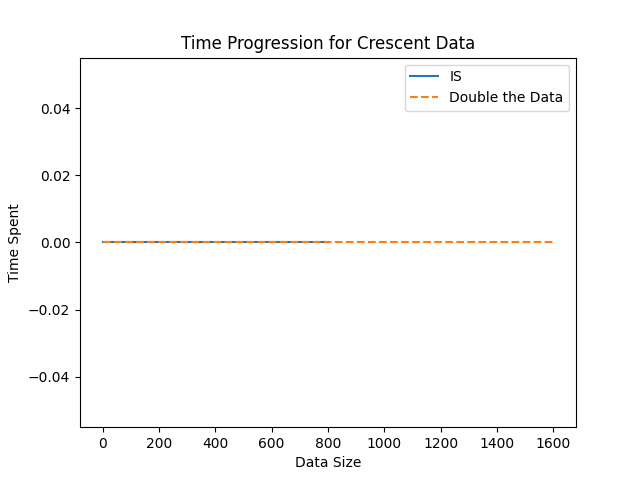 Time Progression for Crescent Data
IS
Double the Data
0.04
0.02
0.00
−0.02
−0.04
Time Spent
0 200 400 600 800 1000 1200 1400 1600
Data Size